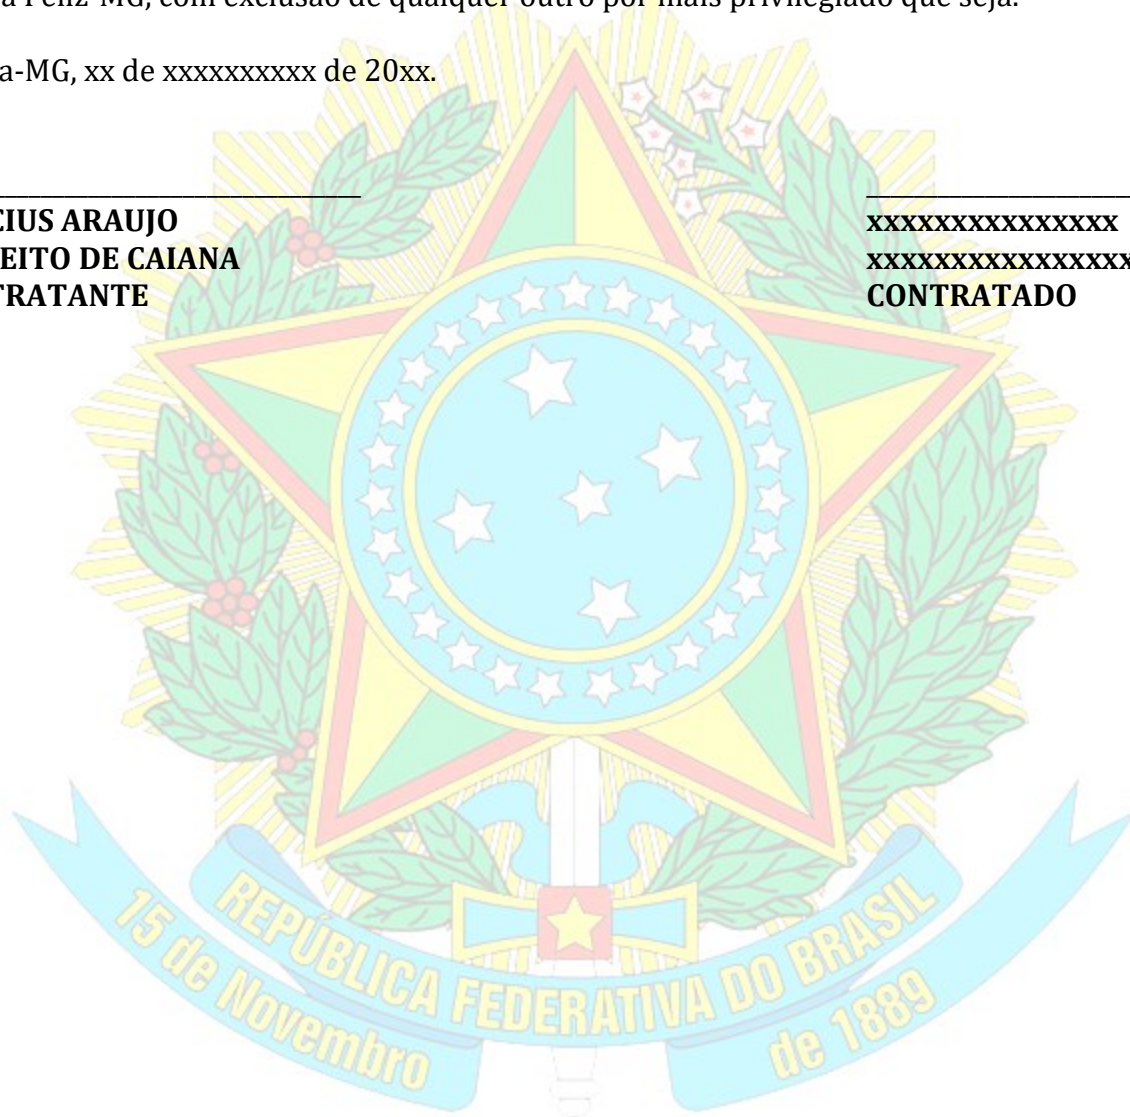 a Feliz-MG, com exclusão de qualquer outro por mais privilegiado que seja.
a-MG, xx de xxxxxxxxxx de 20xx.
CIUS ARAUJO
EITO DE CAIANA
TRATANTE
xxxxxxxxxxxxxxx
xxxxxxxxxxxxxxxx
CONTRATADO
REPÚBLICA FEDERATIVA DO BRASIL
15 de Novembro
de 1889